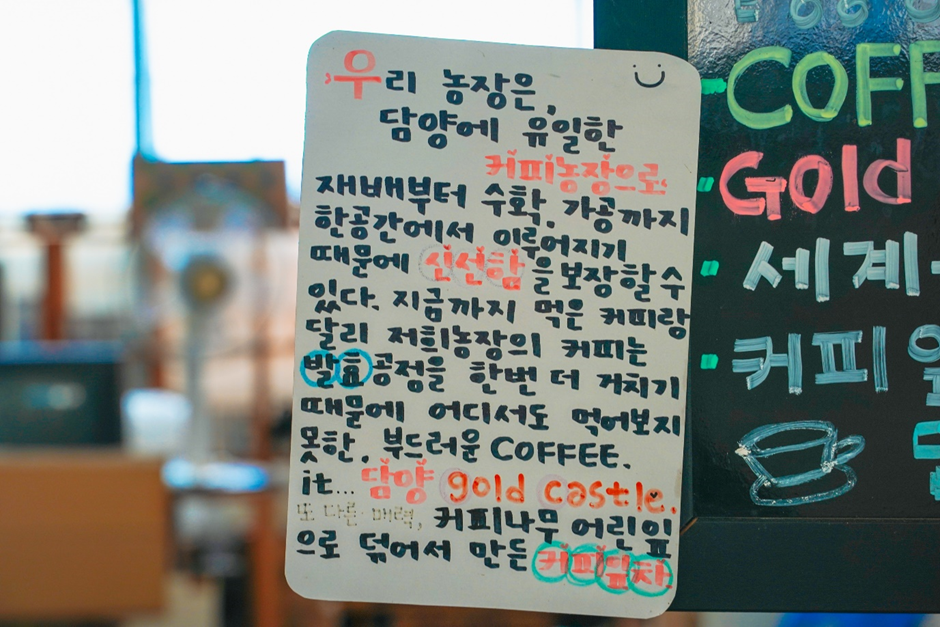 우리 농장은,
담양에 유일한
커피농장으로
재배부터 수확, 가공까지
한공간에서 이루어지기
때문에 신선함을 보장할수
있다. 지금까지 먹은 커피랑
달리 저희농장의 커피는
발효공정을 한번 더 거치기
때문에 어디서도 먹어보지
못한, 부드러운 COFFEE.
it... 담양 gold castle.
또 다른 매력, 커피나무 어린잎
으로 덖어서 만든 커피잎차
COFF
Gold
세계
커피